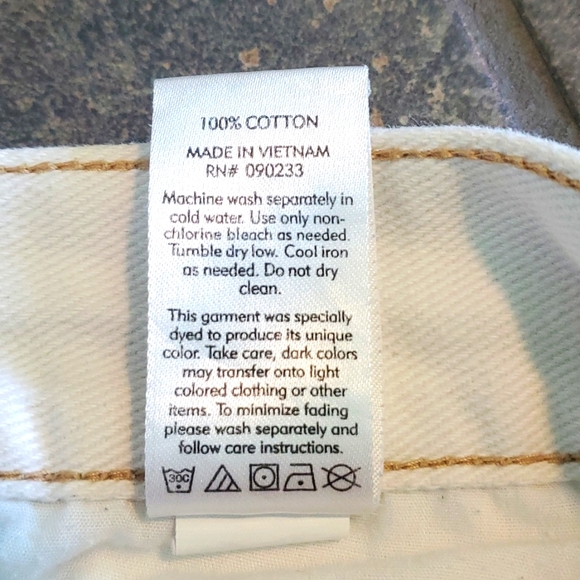 100% COTTON
MADE IN VIETNAM
RN# 090233
Machine wash separately in
cold water. Use only non-
chlorine bleach as needed.
Tumble dry low. Cool iron
as needed. Do not dry
clean.
This garment was specially
dyed to produce its unique
color. Take care, dark colors
may transfer onto light
colored clothing or other
items. To minimize fading
please wash separately and
follow care instructions.
30C